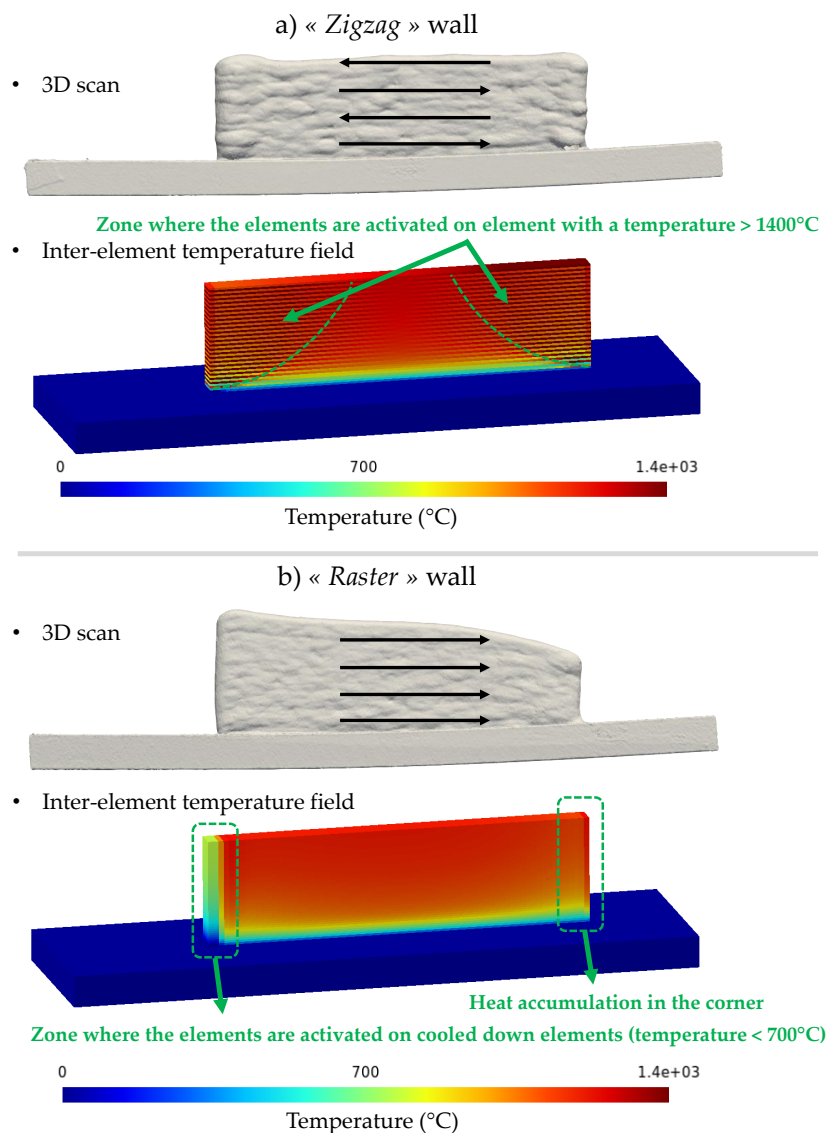 a) « Zigzag » wall
• 3D scan
Zone where the elements are activated on element with a temperature > 1400°C
• Inter-element temperature field
0 700 1.4e+03
Temperature (°C)
b) « Raster » wall
• 3D scan
• Inter-element temperature field
Heat accumulation in the corner
Zone where the elements are activated on cooled down elements (temperature < 700°C)
0 700 1.4e+03
Temperature (°C)